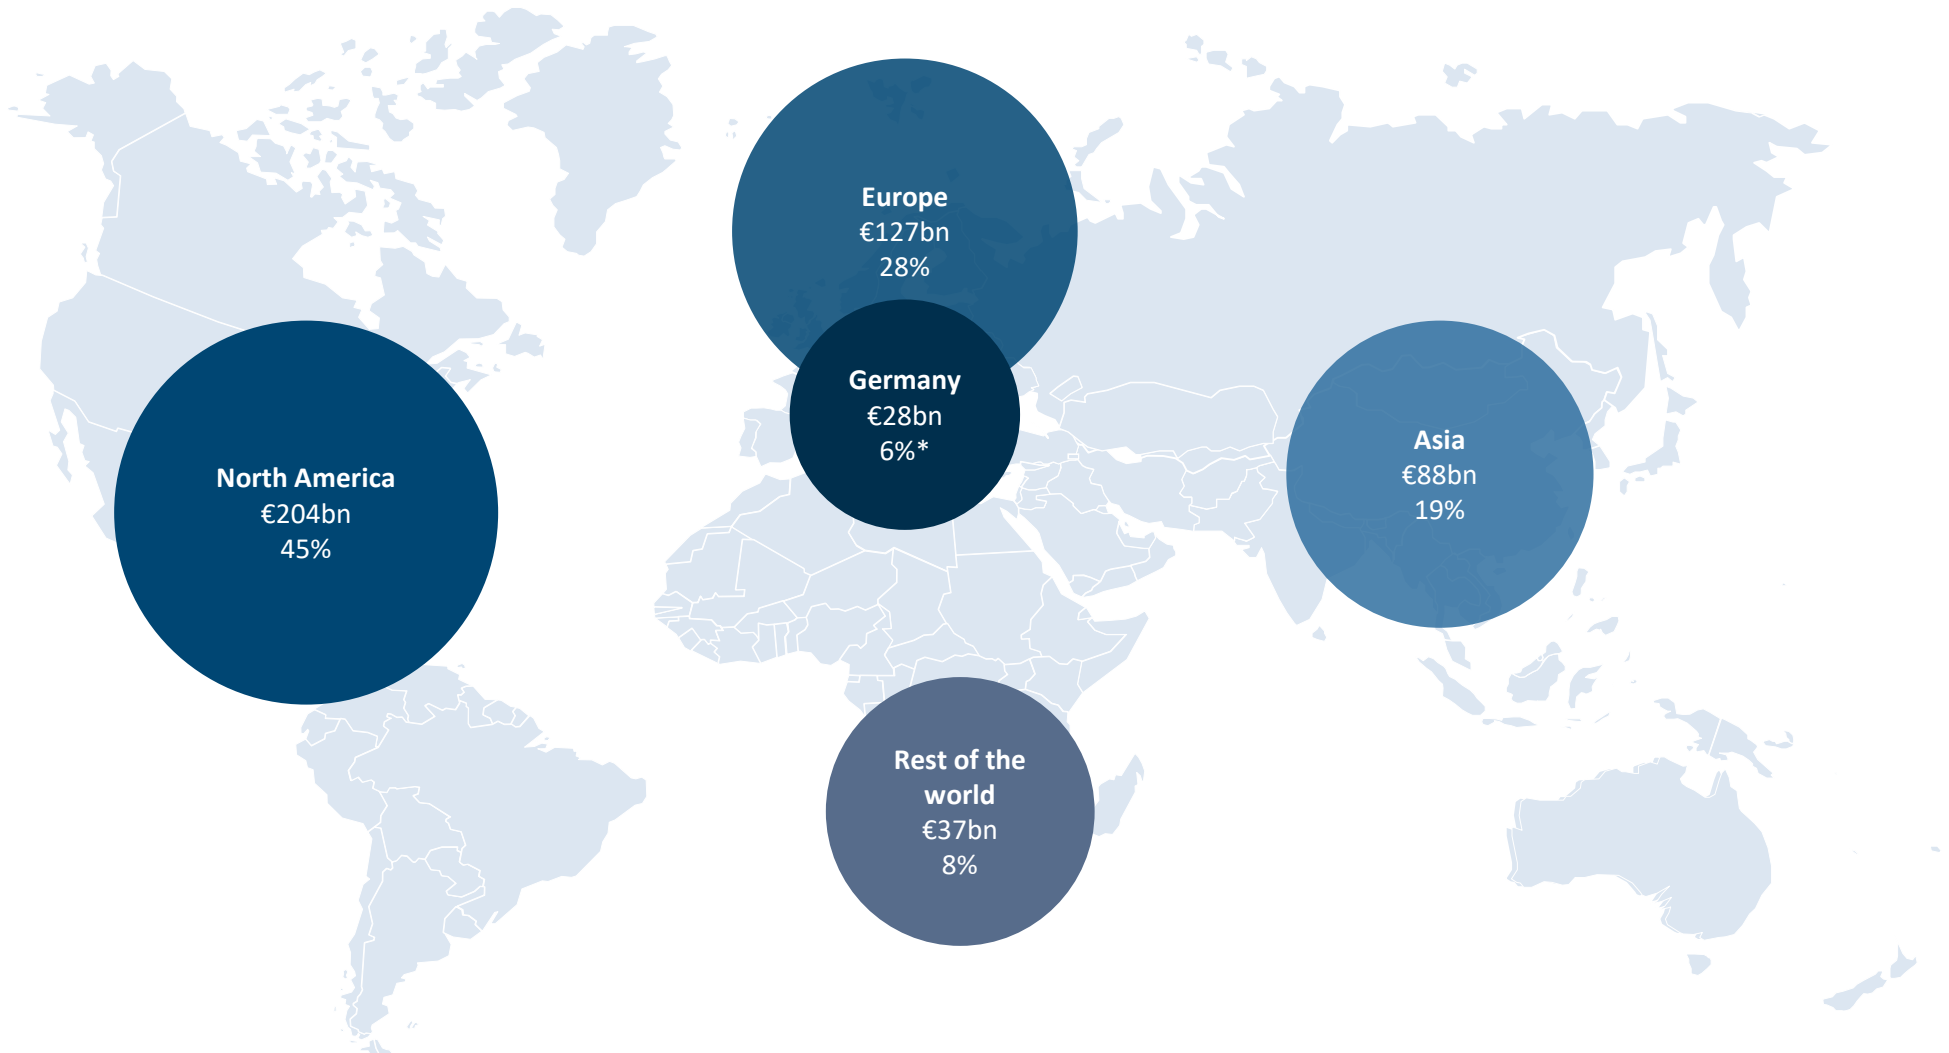 Europe
€127bn
28%
Germany
€28bn
6%*
North America
€204bn
45%
Asia
€88bn
19%
Rest of the
world
€37bn
8%